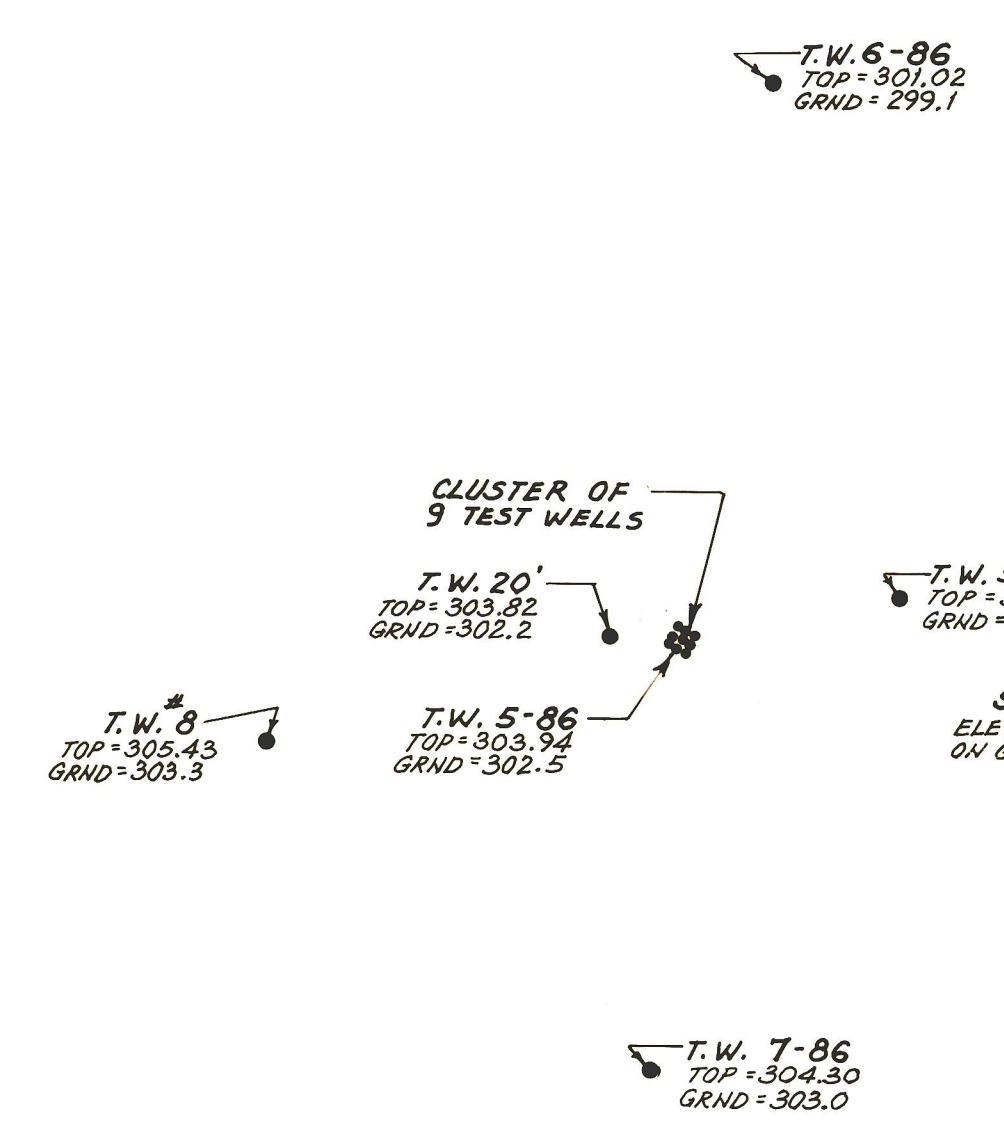 T.W. 6-86
TOP = 301.02
GRND = 299.1
CLUSTER OF
9 TEST WELLS
T.W. 20'
TOP = 303.82
GRND = 302.2
T.W.
TOP =
GRND =
T.W. #8
TOP = 305.43
GRND = 303.3
T.W. 5-86
TOP = 303.94
GRND = 302.5
ELE
ON
T.W. 7-86
TOP = 304.30
GRND = 303.0